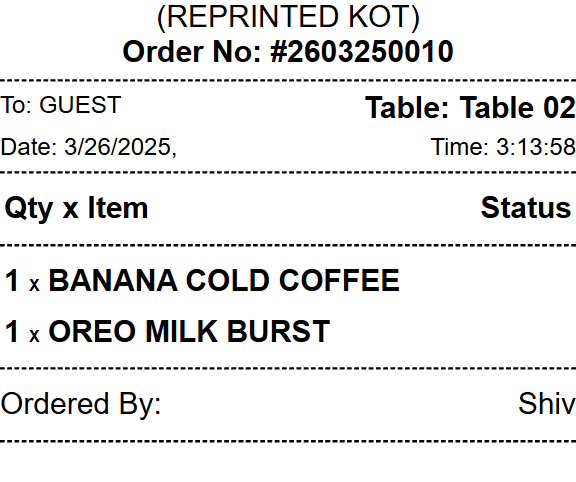 (REPRINTED KOT)
Order No: #2603250010
To: GUEST Table: Table 02
Date: 3/26/2025, Time: 3:13:58
Qty x Item Status
1 x BANANA COLD COFFEE
1 x OREO MILK BURST
Ordered By: Shiv